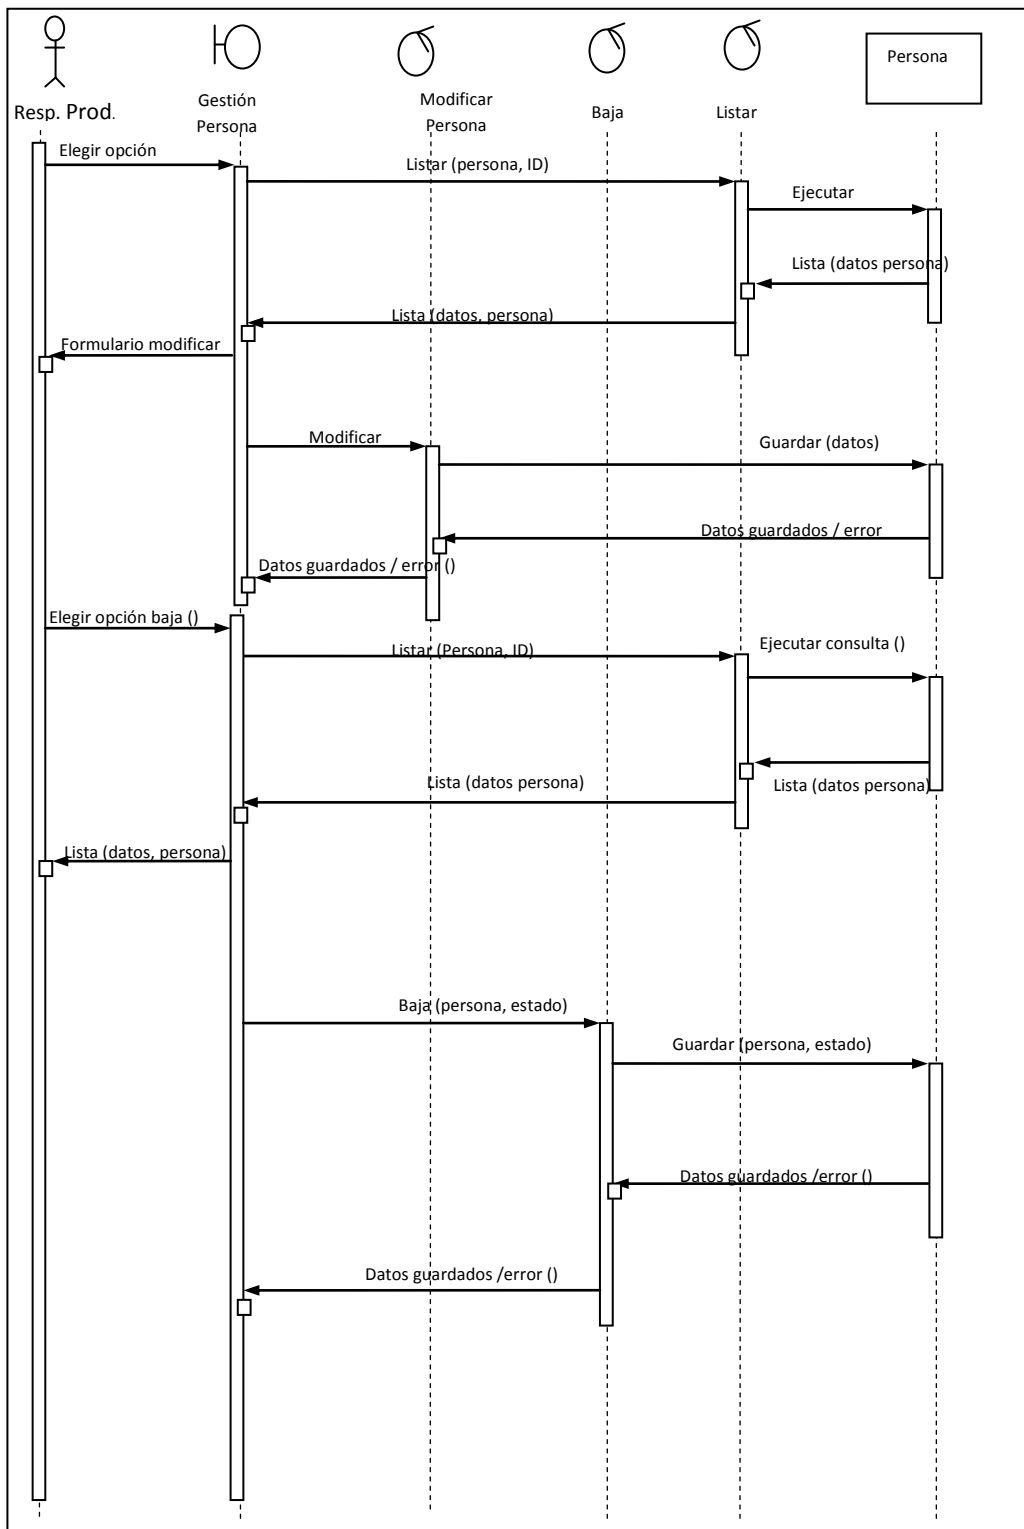 Resp. Prod.
Gestión
Persona
Modificar
Persona
Baja
Listar
Persona
Elegir opción
Listar (persona, ID)
Ejecutar
Lista (datos persona)
Lista (datos, persona)
Formulario modificar
Modificar
Guardar (datos)
Datos guardados / error
Datos guardados / error ()
Elegir opción baja ()
Listar (Persona, ID)
Ejecutar consulta ()
Lista (datos persona)
Lista (datos persona)
Lista (datos, persona)
Baja (persona, estado)
Guardar (persona, estado)
Datos guardados /error ()
Datos guardados /error ()